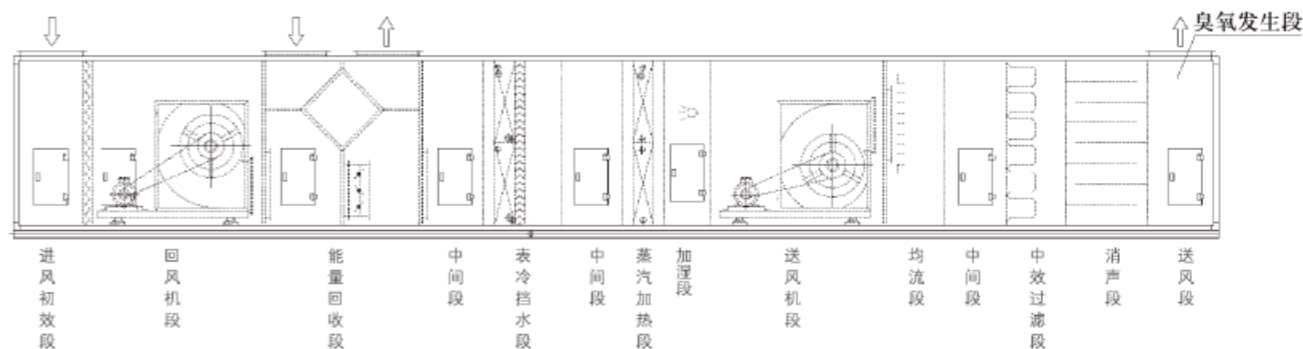 臭氧发生段
进风初效段
回风机段
能量回收段
中间段
表冷挡水段
中间段
蒸汽加热段
加湿段
送风机段
均流段
中间段
中效过滤段
消声段
送风段